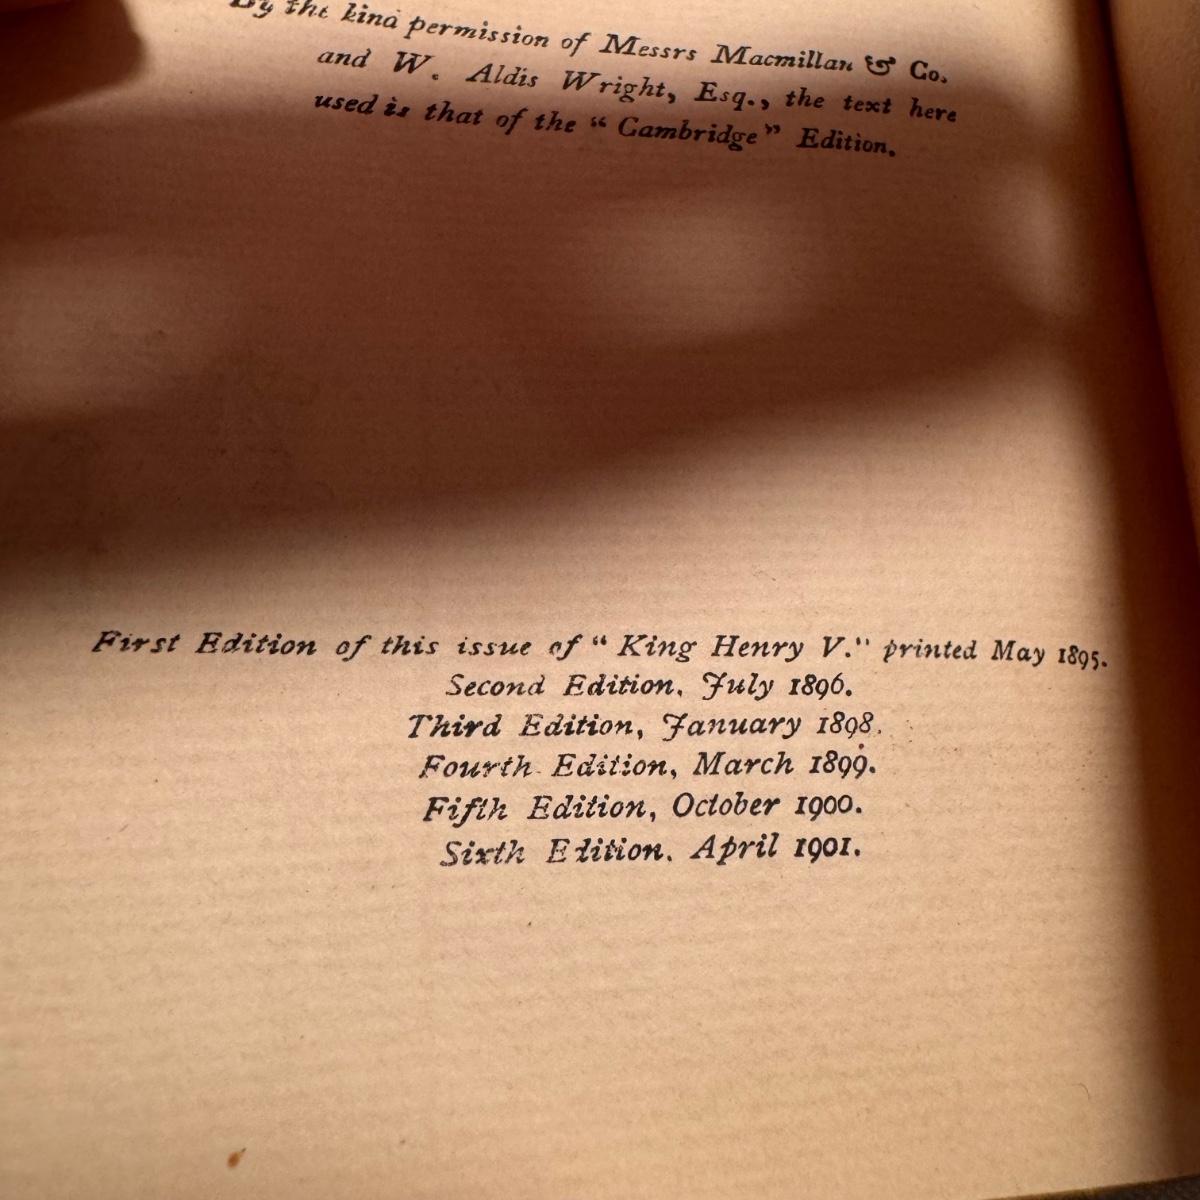 By the kind permission of Messrs Macmillan & Co.
and W. Aldis Wright, Esq., the text here
used is that of the “ Cambridge ” Edition.
First Edition of this issue of “ King Henry V.” printed May 1895.
Second Edition, July 1896.
Third Edition, January 1898.
Fourth Edition, March 1899.
Fifth Edition, October 1900.
Sixth Edition, April 1901.